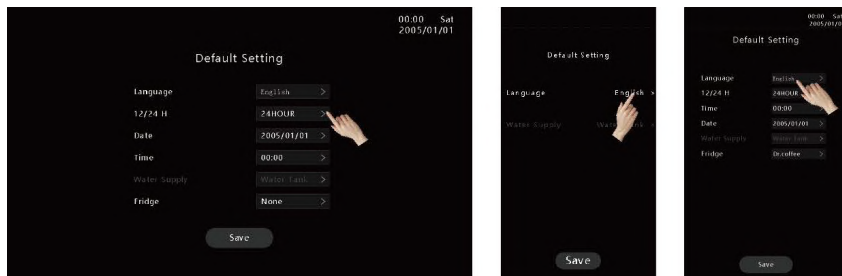 00:00 Sat
2005/01/01
Default Setting
Language English >
12/24 H 24HOUR >
Date 2005/01/01 >
Time 00:00 >
Water Supply Water Tank >
Fridge None >
Save
Default Setting
Language English >
Water Supply Water Tank >
Save
00:00 Sat
2005/01/01
Default Setting
Language English >
12/24 H 24HOUR
Time 00:00 >
Date 2005/01/01 >
Water Supply Water Tank >
Fridge Dr.coffee >
Save